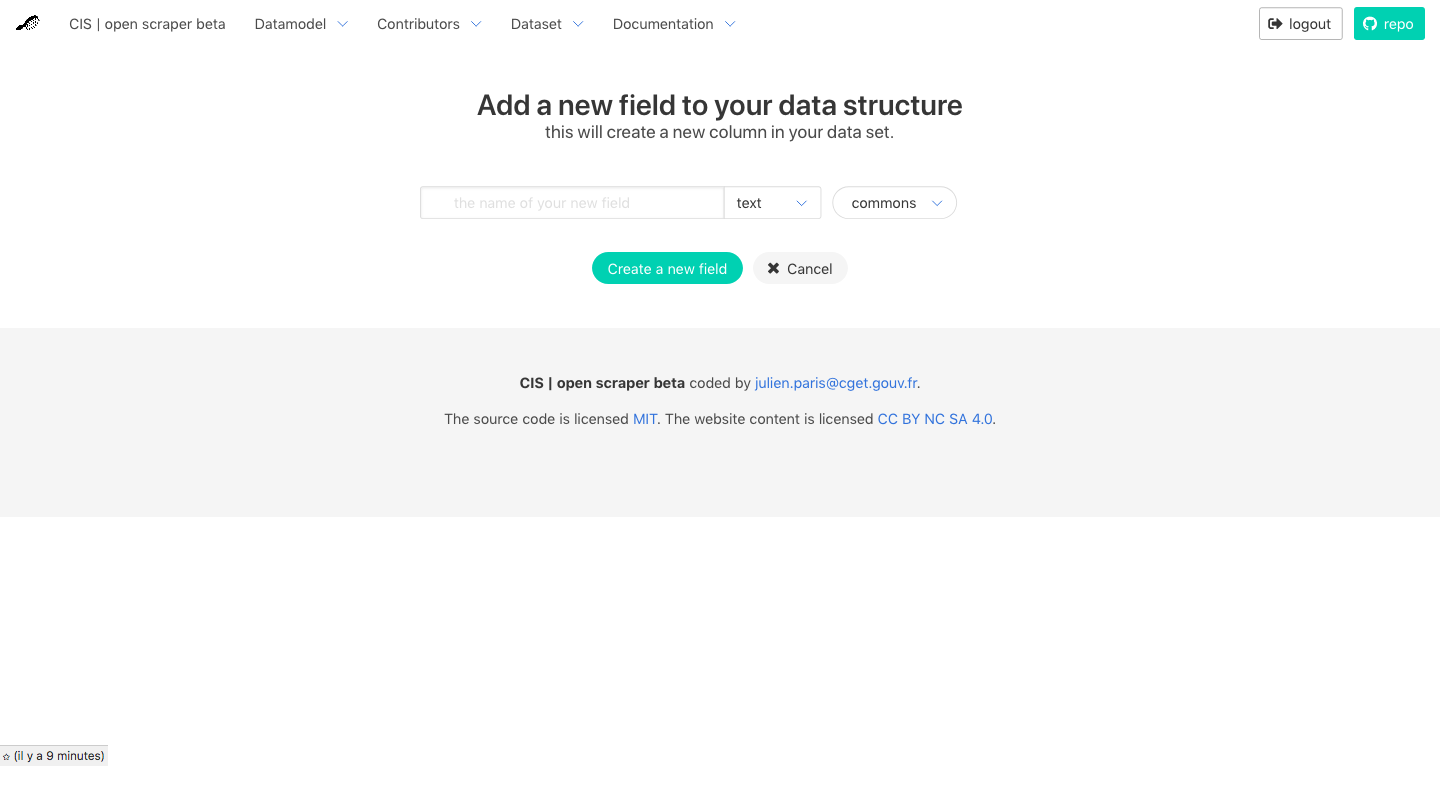 CIS | open scraper beta Datamodel Contributors Dataset Documentation logout repo
Add a new field to your data structure
this will create a new column in your data set.
the name of your new field text commons
Create a new field Cancel
CIS | open scraper beta coded by julien.paris@cget.gouv.fr.
The source code is licensed MIT. The website content is licensed CC BY NC SA 4.0.
(il y a 9 minutes)